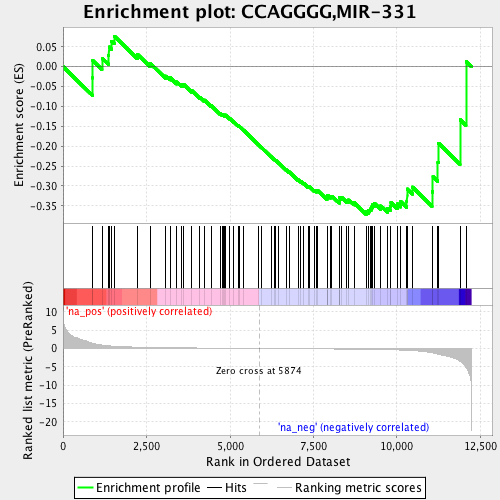 Enrichment plot: CCAGGGG,MIR-331
Enrichment score (ES)
0.05
0.00
-0.05
-0.10
-0.15
-0.20
-0.25
-0.30
-0.35
'na_pos' (positively correlated)
Ranked list metric (PreRanked)
10
5
0
-5
-10
-15
-20
Zero cross at 5874
'na_neg' (negatively correlated)
0
2,500
5,000
7,500
10,000
12,500
Rank in Ordered Dataset
Enrichment profile
Hits
Ranking metric scores